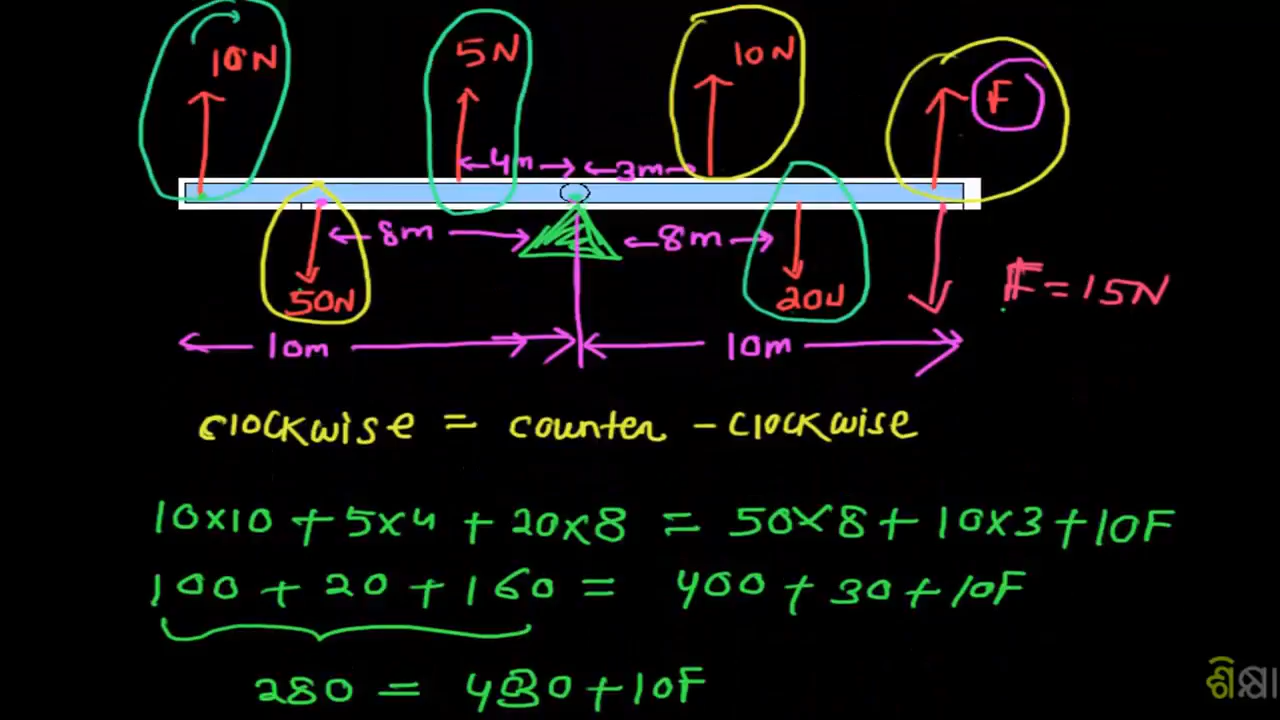 10N 5N 10N F
4m 3m
8m 8m
50N 20N F=15N
10m 10m
clockwise = counter-clockwise
10x10 + 5x4 + 20x8 = 50x8 + 10x3 + 10F
100 + 20 + 160 = 400 + 30 + 10F
280 = 430 + 10F
ଶିକ୍ଷା